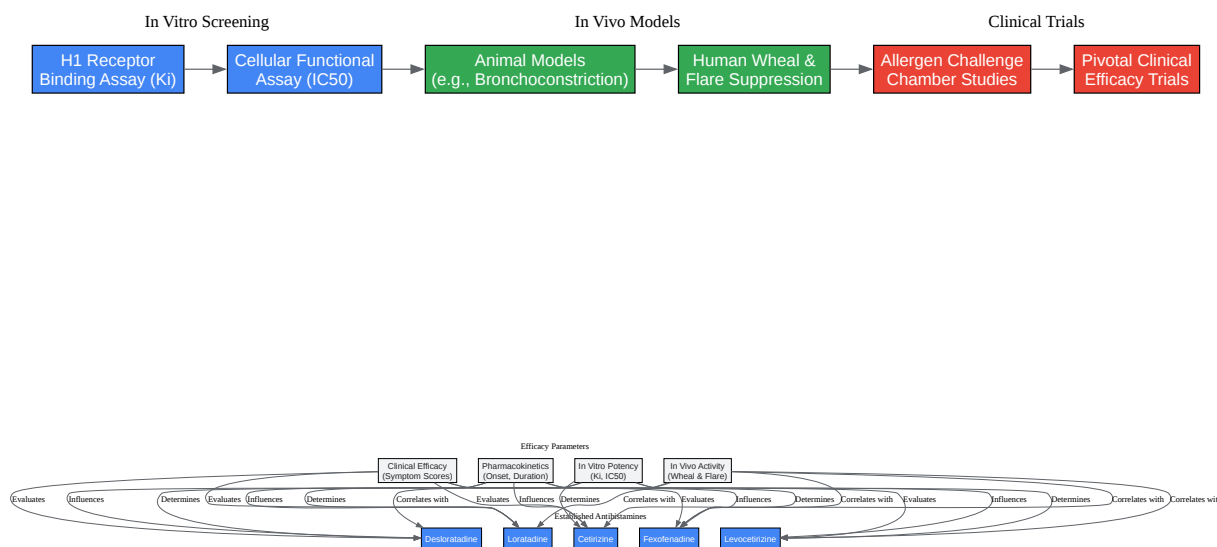 In Vitro Screening
In Vivo Models
Clinical Trials
H1 Receptor
Binding Assay (Ki)
Cellular Functional
Assay (IC50)
Animal Models
(e.g., Bronchoconstriction)
Human Wheal &
Flare Suppression
Allergen Challenge
Chamber Studies
Pivotal Clinical
Efficacy Trials
Efficacy Parameters
Clinical Efficacy
(Symptom Scores)
Pharmacokinetics
(Onset, Duration)
In Vitro Potency
(Ki, IC50)
In Vivo Activity
(Wheal & Flare)
Evaluates
Influences
Determines
Evaluates
Influences
Determines
Correlates with
Evaluates
Influences
Determines
Correlates with
Evaluates
Influences
Determines
Correlates with
Evaluates
Influences
Determines
Correlates with
Correlates wit
Established Antihistamines
Desloratadine
Loratadine
Cetirizine
Fexofenadine
Levocetirizine